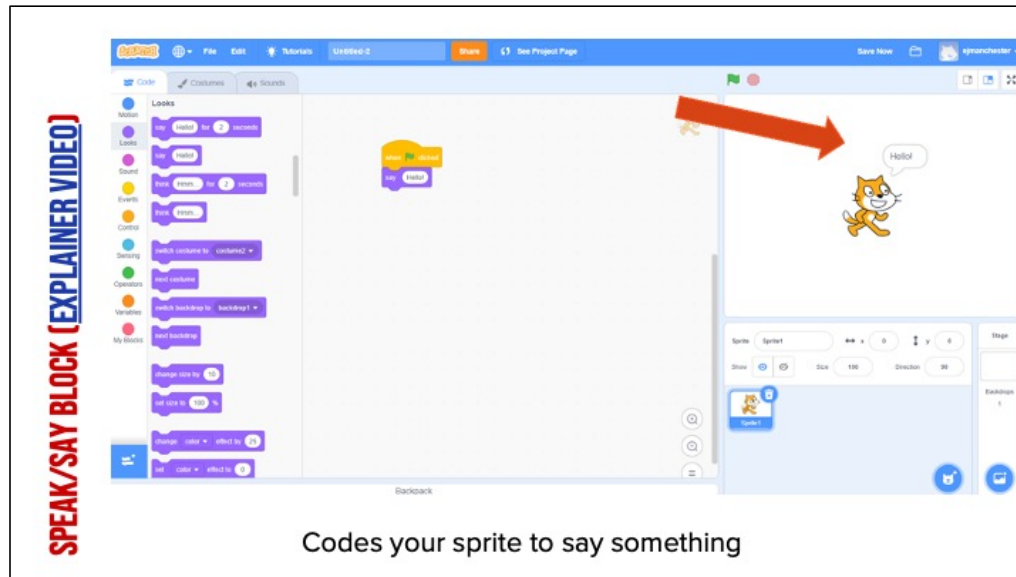 SPEAK/SAY BLOCK (EXPLAINER VIDEO)
SCRATCH File Edit Tutorials Untitled-2 Share See Project Page Save Now ejmanchester
Code Costumes Sounds
Motion
Looks
Sound
Events
Control
Sensing
Operators
Variables
My Blocks
Looks
say Hello! for 2 seconds
say Hello!
think Hmm... for 2 seconds
think Hmm...
switch costume to costume2
next costume
switch backdrop to backdrop1
next backdrop
change size by 10
set size to 100 %
change color effect by 25
set color effect to 0
when clicked
say Hello!
Hello!
Sprite Sprite1 x 0 y 0
Show Size 100 Direction 90
Sprite1
Stage
Backdrops
1
Backpack
Codes your sprite to say something